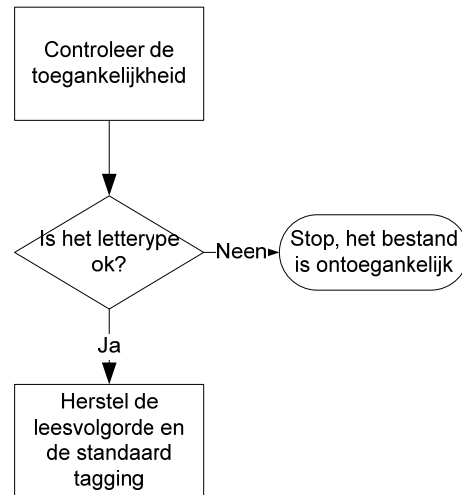 Controleer de
toegankelijkheid
Is het letterype
ok?
Neen
Stop, het bestand
is ontoegankelijk
Ja
Herstel de
leesvolgorde en
de standaard
tagging